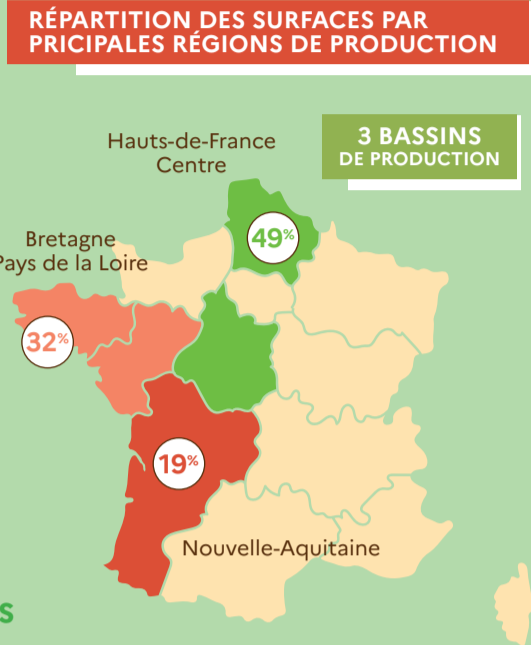 RÉPARTITION DES SURFACES PAR
PRICIPALES RÉGIONS DE PRODUCTION
3 BASSINS
DE PRODUCTION
Hauts-de-France
Centre
49%
Bretagne
Pays de la Loire
32%
19%
Nouvelle-Aquitaine
S